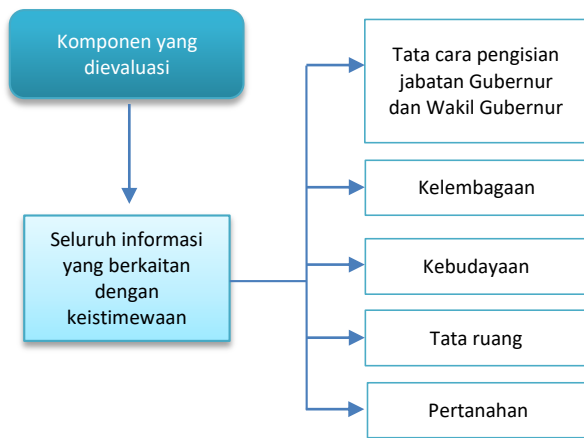 Komponen yang
dievaluasi
Seluruh informasi
yang berkaitan
dengan
keistimewaan
Tata cara pengisian
jabatan Gubernur
dan Wakil Gubernur
Kelembagaan
Kebudayaan
Tata ruang
Pertanahan